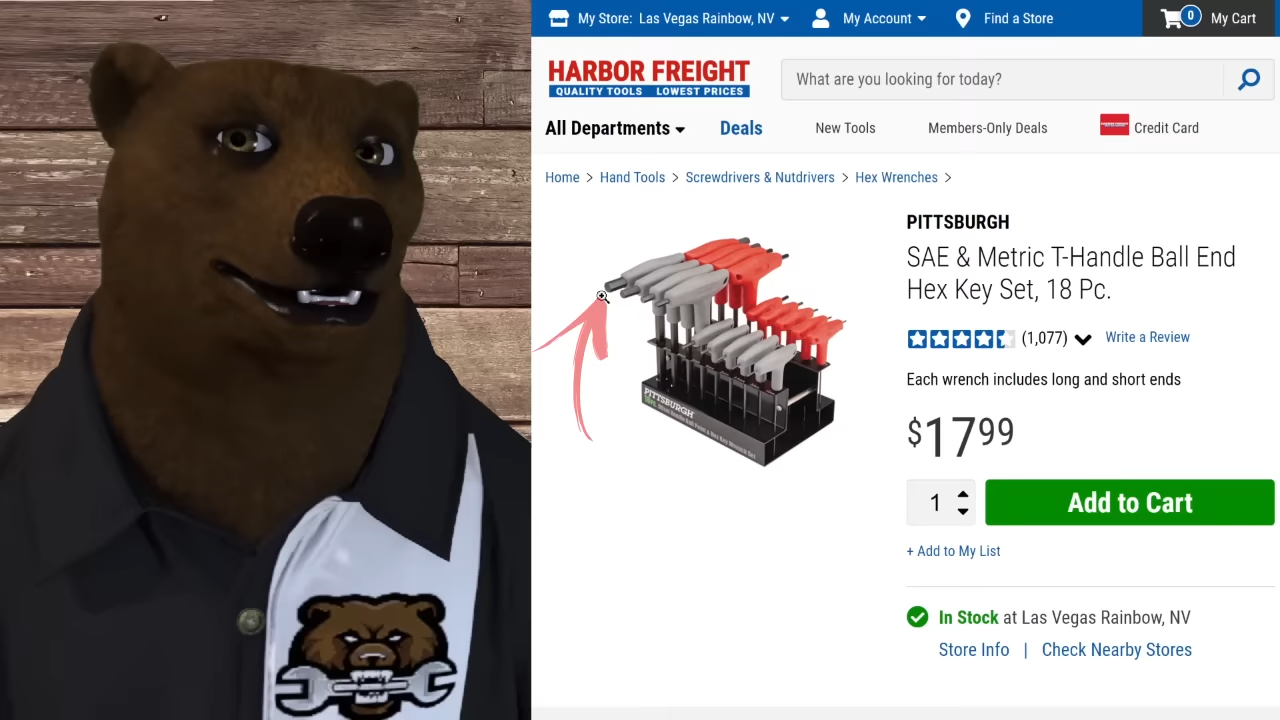 My Store: Las Vegas Rainbow, NV
My Account
Find a Store
0
My Cart
HARBOR FREIGHT
QUALITY TOOLS LOWEST PRICES
What are you looking for today?
All Departments
Deals
New Tools
Members-Only Deals
Credit Card
Home > Hand Tools > Screwdrivers & Nutdrivers > Hex Wrenches >
PITTSBURGH
SAE & Metric T-Handle Ball End
Hex Key Set, 18 Pc.
(1,077)
Write a Review
Each wrench includes long and short ends
$1799
1
Add to Cart
+ Add to My List
In Stock at Las Vegas Rainbow, NV
Store Info | Check Nearby Stores
PITTSBURGH